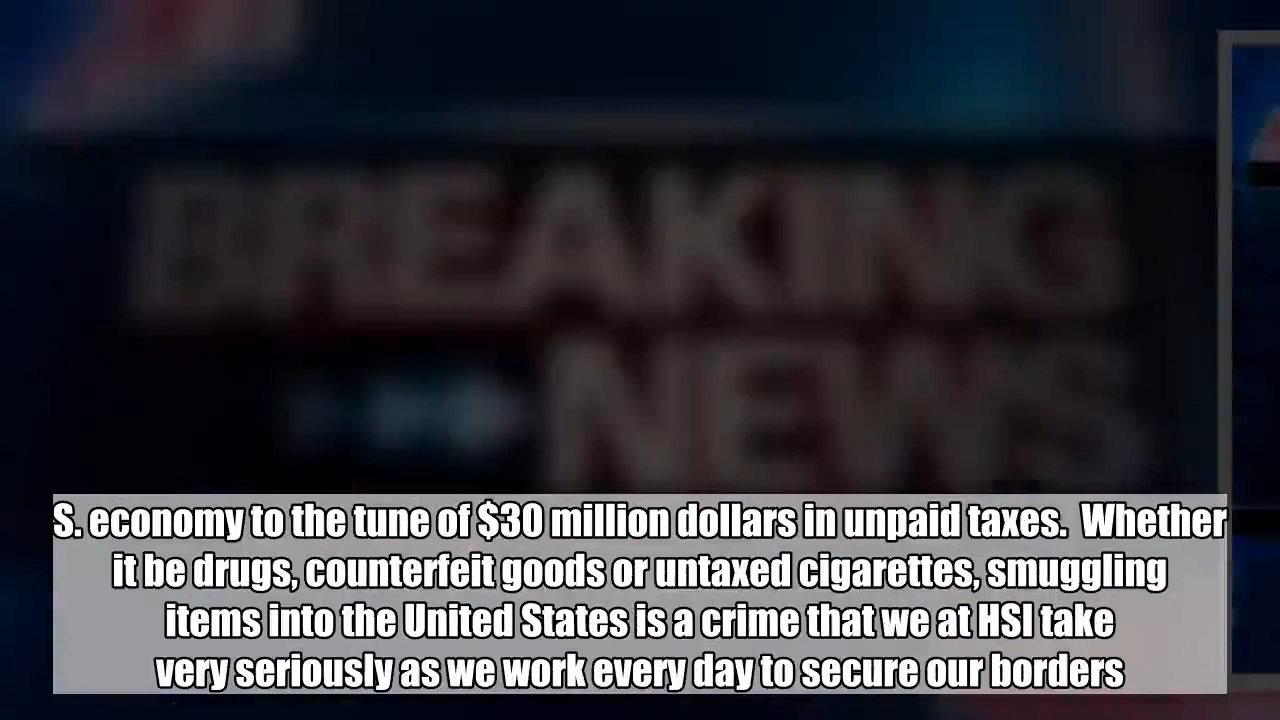 BREAKING
NEWS
S. economy to the tune of $30 million dollars in unpaid taxes.  Whether
it be drugs, counterfeit goods or untaxed cigarettes, smuggling
items into the United States is a crime that we at HSI take
very seriously as we work every day to secure our borders